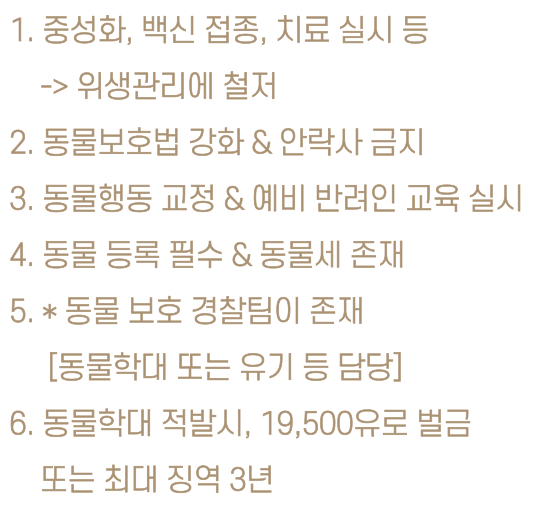 1. 중성화, 백신 접종, 치료 실시 등
-> 위생관리에 철저
2. 동물보호법 강화 & 안락사 금지
3. 동물행동 교정 & 예비 반려인 교육 실시
4. 동물 등록 필수 & 동물세 존재
5. * 동물 보호 경찰팀이 존재
[동물학대 또는 유기 등 담당]
6. 동물학대 적발시, 19,500유로 벌금
또는 최대 징역 3년